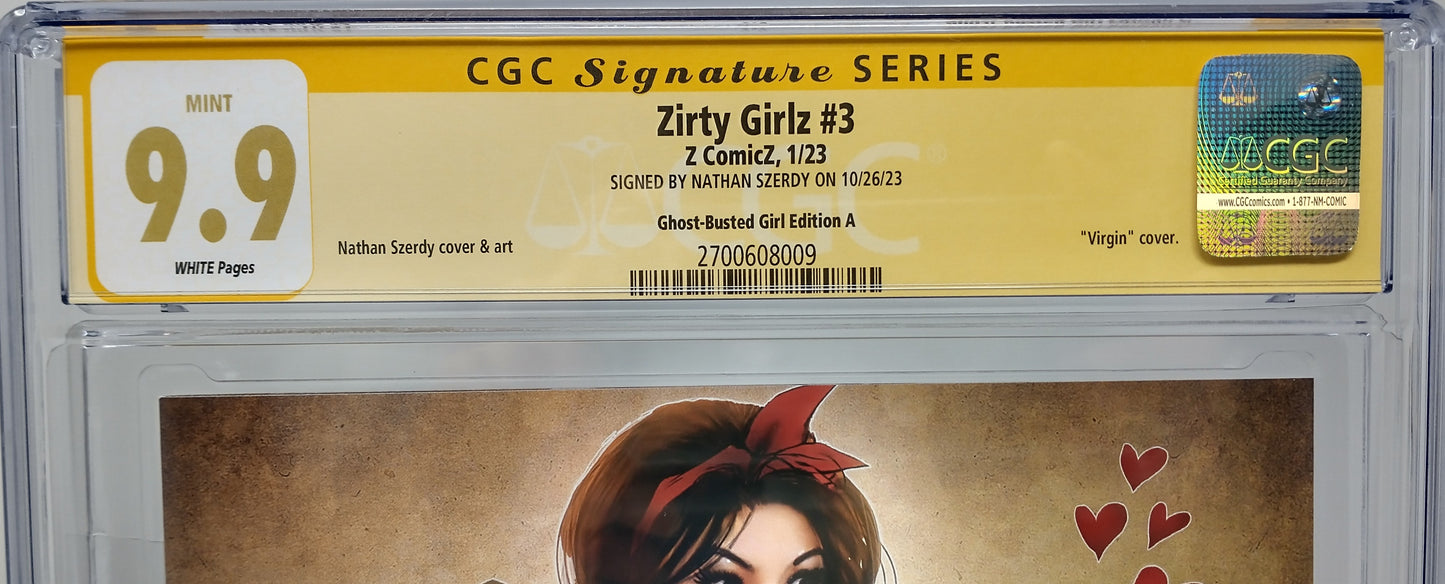 CGC Signature SERIES
MINT
9.9
WHITE Pages
Zirty Girlz #3
Z ComicZ, 1/23
SIGNED BY NATHAN SZERDY ON 10/26/23
Ghost-Busted Girl Edition A
Nathan Szerdy cover & art
"Virgin" cover.
2700608009
CGC®
CGC
Certified Guaranty Company
www.CGCcomics.com • 1-877-NM-COMIC